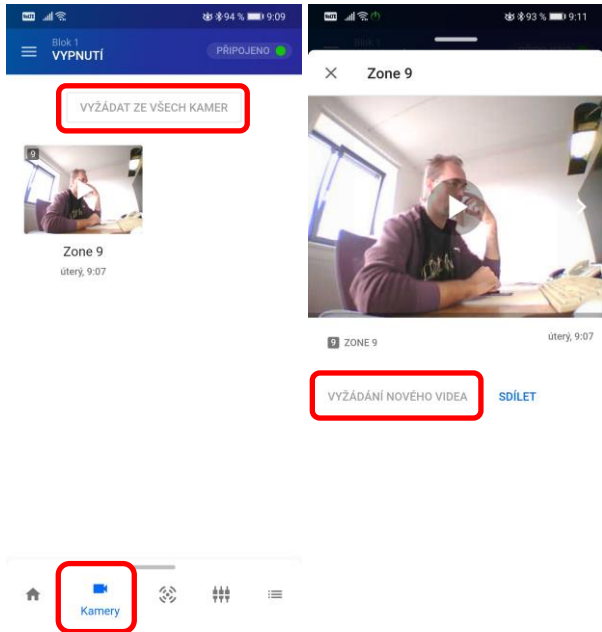 94 % 9:09
Blok 1
VYPNUTÍ
PŘIPOJENO
VYŽÁDAT ZE VŠECH KAMER
9
Zone 9
úterý, 9:07
Kamery
93 % 9:11
Zone 9
9 ZONE 9
úterý, 9:07
VYŽÁDÁNÍ NOVÉHO VIDEA
SDÍLET